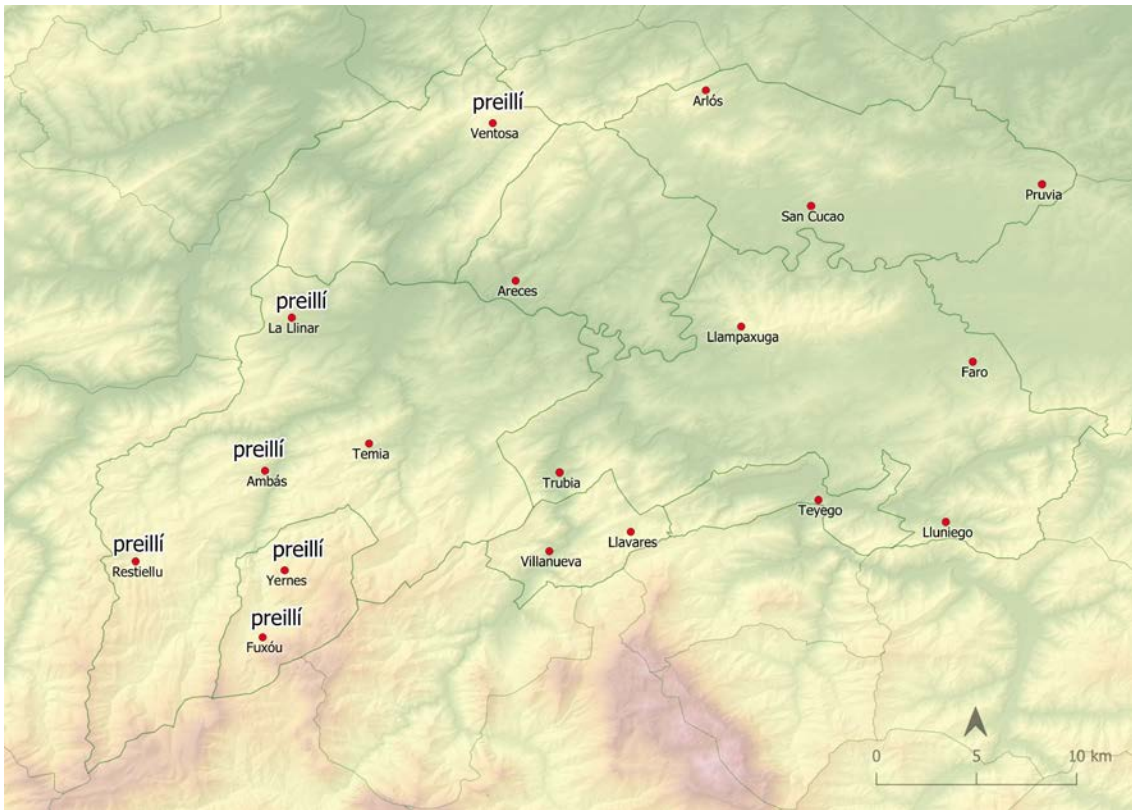 Arlós
preillí
Ventosa
Pruvia
San Cucao
Areces
preillí
La Llinar
Llampaxuga
Faro
Temia
preillí
Ambás
Trubia
Teyego
Lluniego
Llavares
preillí
Restiellu
preillí
Yernes
Villanueva
preillí
Fuxóu
0 5 10 km